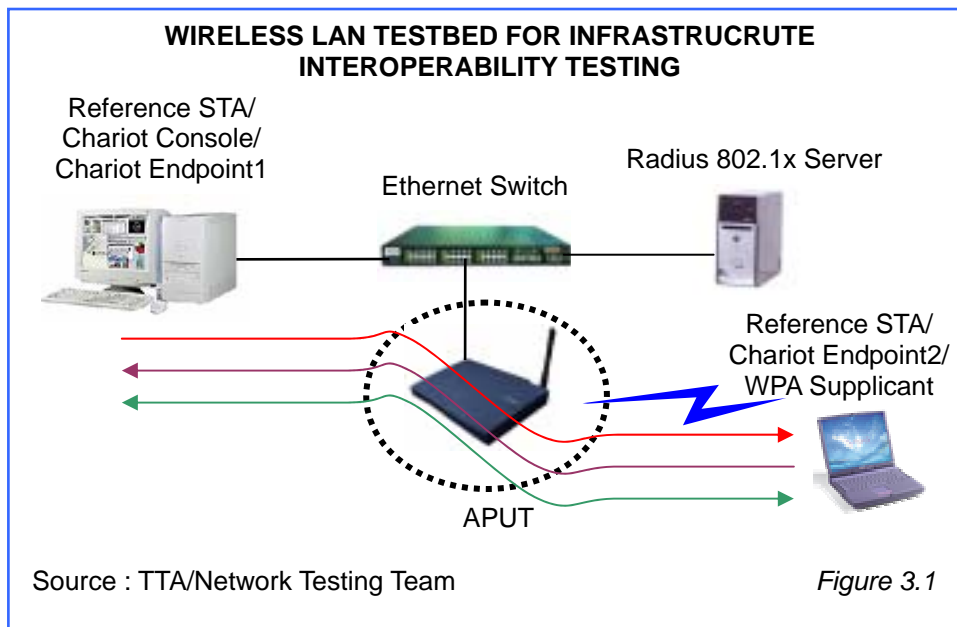 WIRELESS LAN TESTBED FOR INFRASTRUCRUTE
INTEROPERABILITY TESTING
Reference STA/
Chariot Console/
Chariot Endpoint1
Ethernet Switch
Radius 802.1x Server
Reference STA/
Chariot Endpoint2/
WPA Supplicant
APUT
Source : TTA/Network Testing Team
Figure 3.1